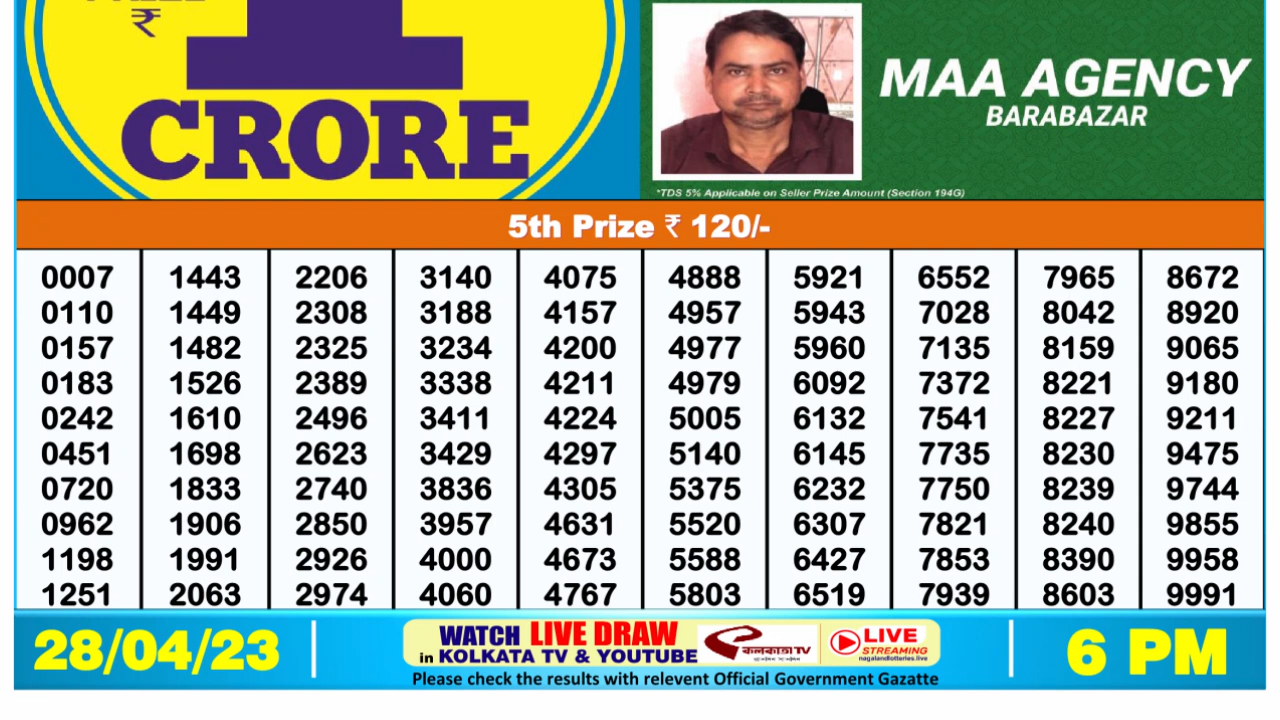 ₹
1
CRORE
MAA AGENCY
BARABAZAR
*TDS 5% Applicable on Seller Prize Amount (Section 194G)
5th Prize ₹ 120/-
0007 1443 2206 3140 4075 4888 5921 6552 7965 8672
0110 1449 2308 3188 4157 4957 5943 7028 8042 8920
0157 1482 2325 3234 4200 4977 5960 7135 8159 9065
0183 1526 2389 3338 4211 4979 6092 7372 8221 9180
0242 1610 2496 3411 4224 5005 6132 7541 8227 9211
0451 1698 2623 3429 4297 5140 6145 7735 8230 9475
0720 1833 2740 3836 4305 5375 6232 7750 8239 9744
0962 1906 2850 3957 4631 5520 6307 7821 8240 9855
1198 1991 2926 4000 4673 5588 6427 7853 8390 9958
1251 2063 2974 4060 4767 5803 6519 7939 8603 9991
28/04/23
WATCH LIVE DRAW
in KOLKATA TV & YOUTUBE
কলকাতা TV
LIVE
STREAMING
nagalandlotteries.live
Please check the results with relevent Official Government Gazatte
6 PM